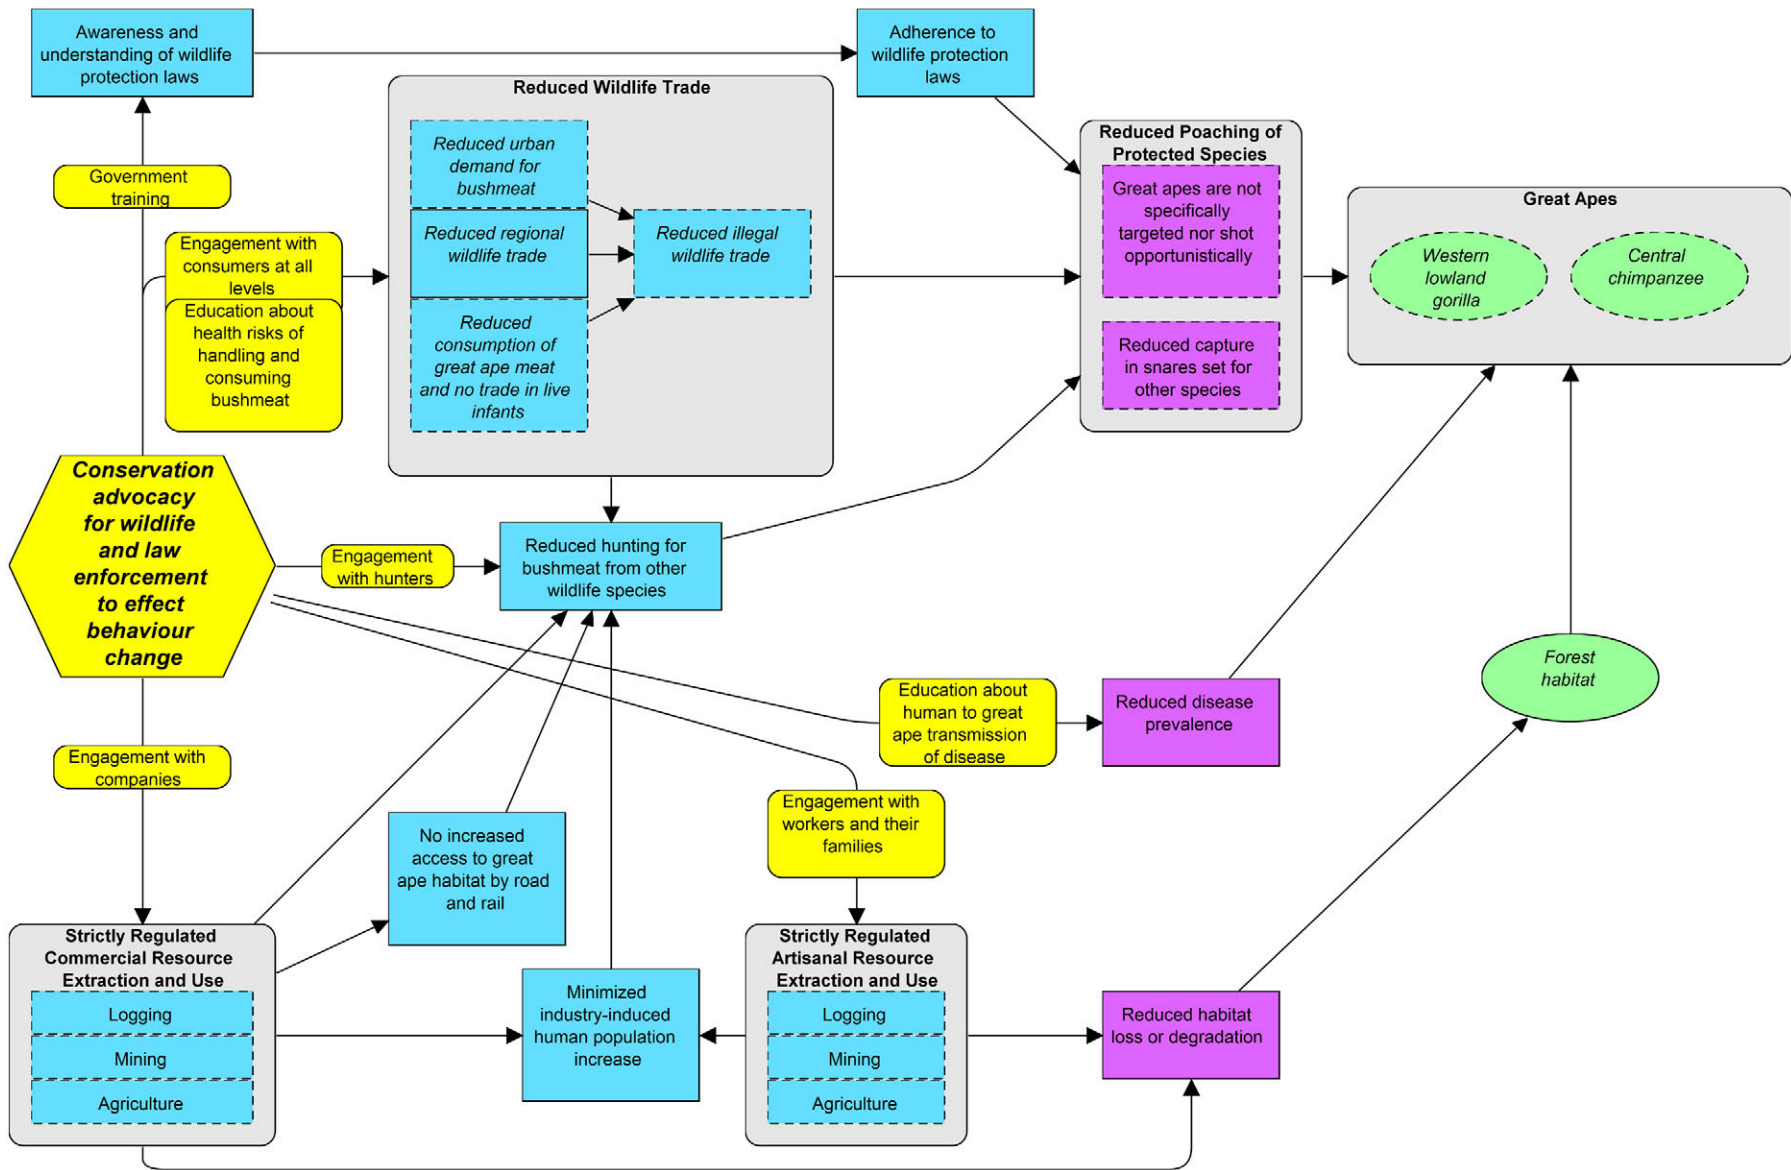 Awareness and
understanding of wildlife
protection laws
Adherence to
wildlife protection
laws
Government
training
Engagement with
consumers at all
levels
Education about
health risks of
handling and
consuming
bushmeat
Reduced Wildlife Trade
Reduced urban
demand for
bushmeat
Reduced regional
wildlife trade
Reduced
consumption of
great ape meat
and no trade in live
infants
Reduced illegal
wildlife trade
Reduced Poaching of
Protected Species
Great apes are not
specifically
targeted nor shot
opportunistically
Reduced capture
in snares set for
other species
Great Apes
Western
lowland
gorilla
Central
chimpanzee
Conservation
advocacy
for wildlife
and law
enforcement
to effect
behaviour
change
Engagement
with hunters
Reduced hunting for
bushmeat from other
wildlife species
Education about
human to great
ape transmission
of disease
Reduced disease
prevalence
Forest
habitat
Engagement with
companies
No increased
access to great
ape habitat by road
and rail
Engagement with
workers and their
families
Strictly Regulated
Commercial Resource
Extraction and Use
Logging
Mining
Agriculture
Minimized
industry-induced
human population
increase
Strictly Regulated
Artisanal Resource
Extraction and Use
Logging
Mining
Agriculture
Reduced habitat
loss or degradation